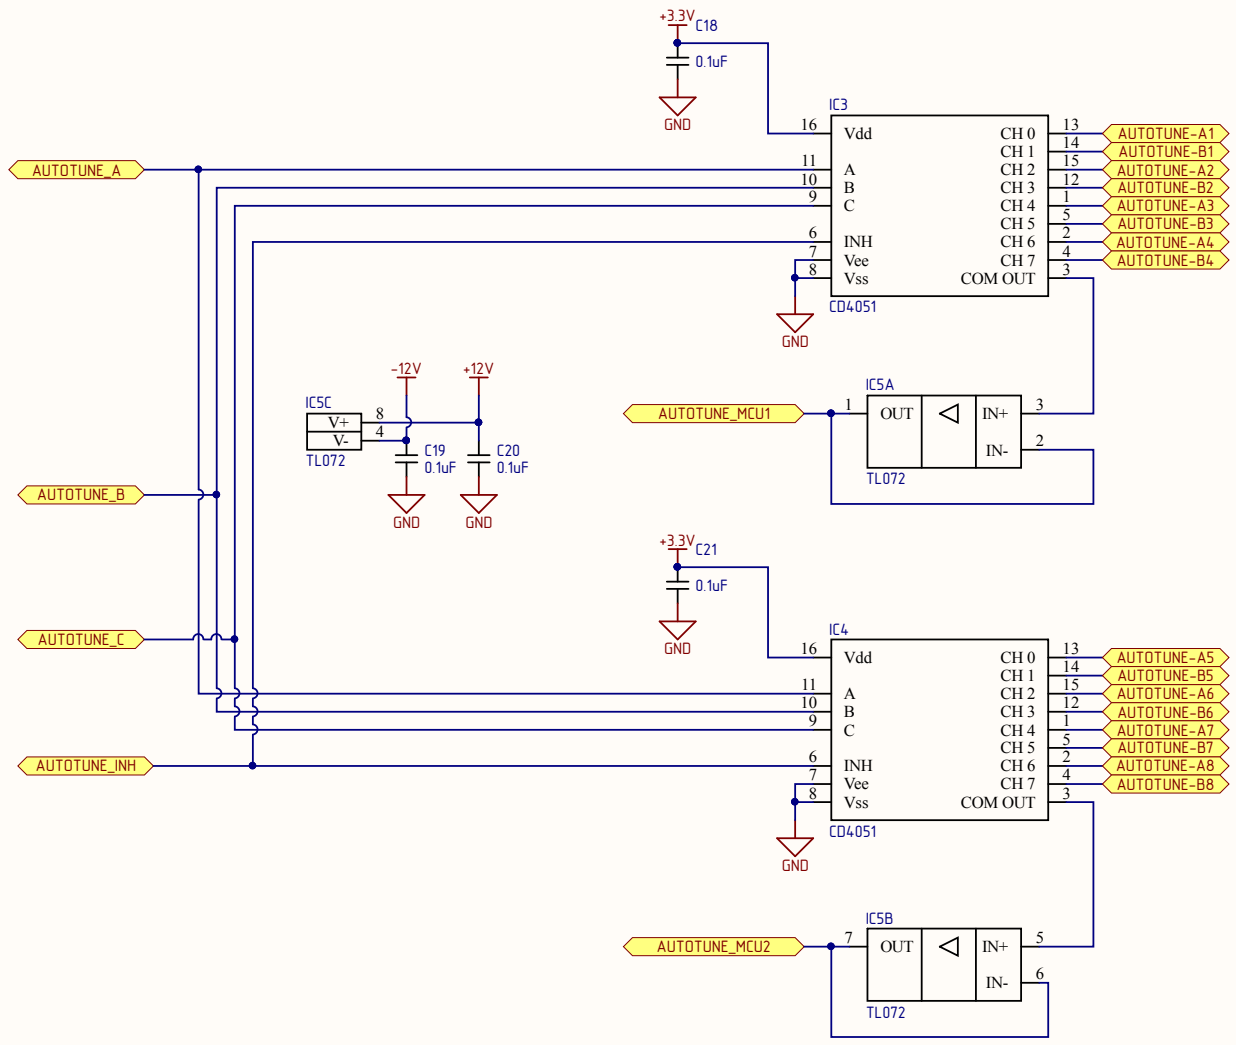 +3.3V
C18
0.1uF
GND
IC3
16 Vdd CH 0 13 AUTOTUNE-A1
CH 1 14 AUTOTUNE-B1
AUTOTUNE_A 11 A CH 2 15 AUTOTUNE-A2
10 B CH 3 12 AUTOTUNE-B2
9 C CH 4 1 AUTOTUNE-A3
CH 5 5 AUTOTUNE-B3
6 INH CH 6 2 AUTOTUNE-A4
7 Vee CH 7 4 AUTOTUNE-B4
8 Vss COM OUT 3
CD4051
GND
-12V +12V
IC5C
V+ 8
V- 4
TL072
C19
0.1uF
C20
0.1uF
GND GND
IC5A
AUTOTUNE_MCU1 1 OUT IN+ 3
IN- 2
TL072
AUTOTUNE_B
+3.3V
C21
0.1uF
GND
AUTOTUNE_C
IC4
16 Vdd CH 0 13 AUTOTUNE-A5
CH 1 14 AUTOTUNE-B5
11 A CH 2 15 AUTOTUNE-A6
10 B CH 3 12 AUTOTUNE-B6
9 C CH 4 1 AUTOTUNE-A7
CH 5 5 AUTOTUNE-B7
AUTOTUNE_INH 6 INH CH 6 2 AUTOTUNE-A8
7 Vee CH 7 4 AUTOTUNE-B8
8 Vss COM OUT 3
CD4051
GND
IC5B
AUTOTUNE_MCU2 7 OUT IN+ 5
IN- 6
TL072